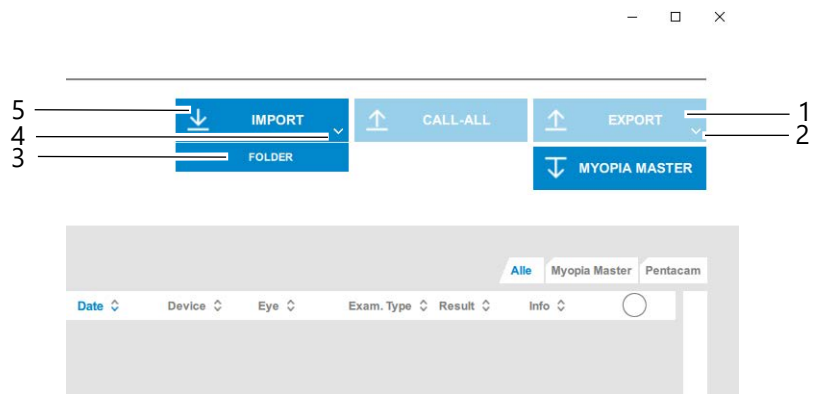 5 IMPORT CALL-ALL EXPORT 1
4 2
3 FOLDER
MYOPIA MASTER
Alle Myopia Master Pentacam
Date Device Eye Exam. Type Result Info